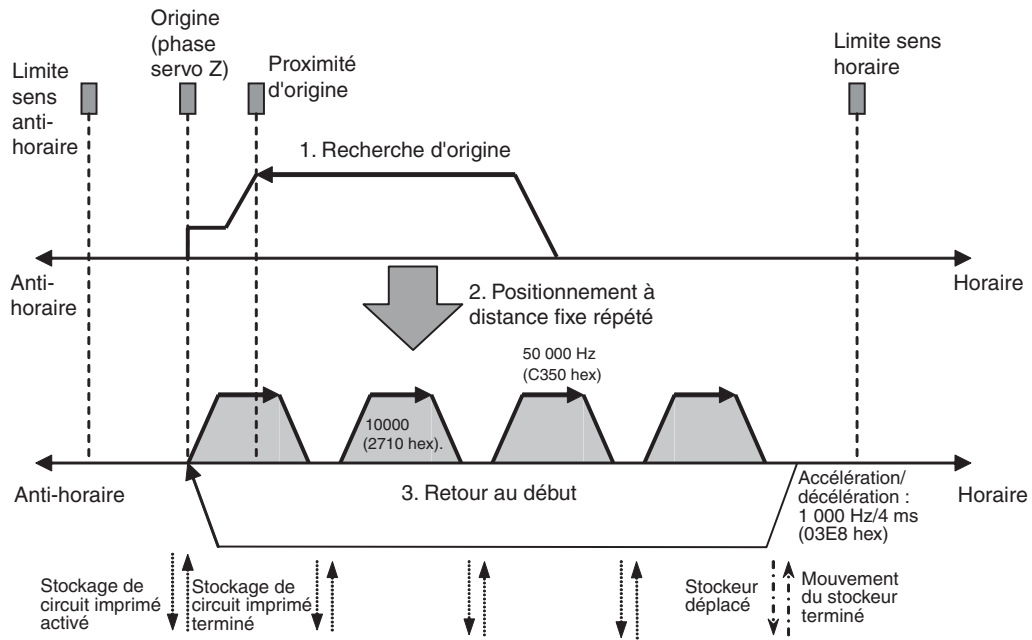 Origine
(phase
servo Z)
Limite
sens
anti-
horaire
Proximité
d'origine
Limite sens
horaire
1. Recherche d'origine
Anti-
horaire
Horaire
2. Positionnement à
distance fixe répété
50 000 Hz
(C350 hex)
10000
(2710 hex).
Anti-horaire
3. Retour au début
Accélération/
décélération :
1 000 Hz/4 ms
(03E8 hex)
Horaire
Stockage de
circuit imprimé
activé
Stockage de
circuit imprimé
terminé
Stockeur
déplacé
Mouvement
du stockeur
terminé